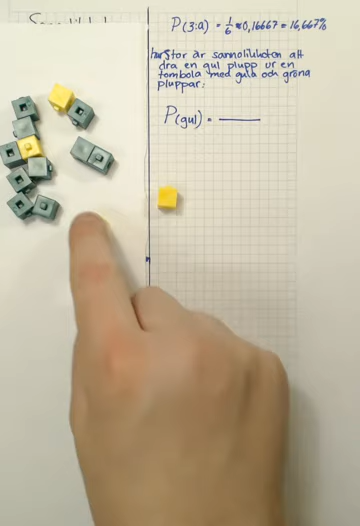 P(3:a) = 1/6 ≈ 0,16667 = 16,667%
hur stor är sannolikheten att
dra en gul plupp ur en
tombola med gula och gröna
pluppar:
P(gul) = ______